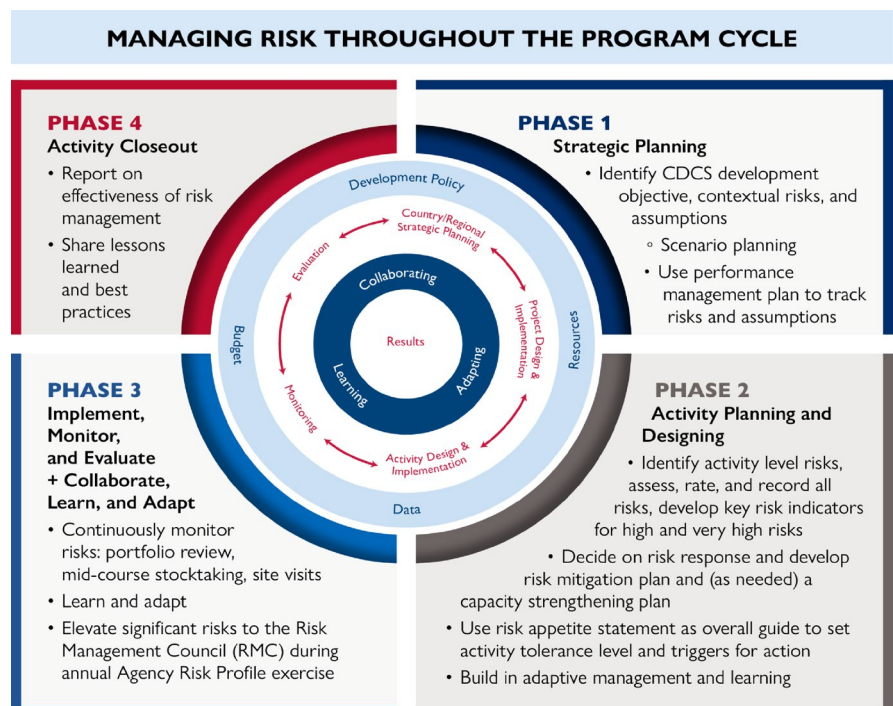 MANAGING RISK THROUGHOUT THE PROGRAM CYCLE
PHASE 4
Activity Closeout
• Report on
effectiveness of risk
management
• Share lessons
learned
and best
practices
PHASE 1
Strategic Planning
• Identify CDCS development
objective, contextual risks, and
assumptions
◦ Scenario planning
• Use performance
management plan to track
risks and assumptions
Development Policy
Resources
Data
Budget
Country/Regional
Strategic Planning
Project Design &
Implementation
Activity Design &
Implementation
Monitoring
Evaluation
Collaborating
Adapting
Learning
Results
PHASE 3
Implement,
Monitor,
and Evaluate
+ Collaborate,
Learn, and Adapt
• Continuously monitor
risks: portfolio review,
mid-course stocktaking, site visits
• Learn and adapt
• Elevate significant risks to the Risk
Management Council (RMC) during
annual Agency Risk Profile exercise
PHASE 2
Activity Planning and
Designing
• Identify activity level risks,
assess, rate, and record all
risks, develop key risk indicators
for high and very high risks
• Decide on risk response and develop
risk mitigation plan and (as needed) a
capacity strengthening plan
• Use risk appetite statement as overall guide to set
activity tolerance level and triggers for action
• Build in adaptive management and learning